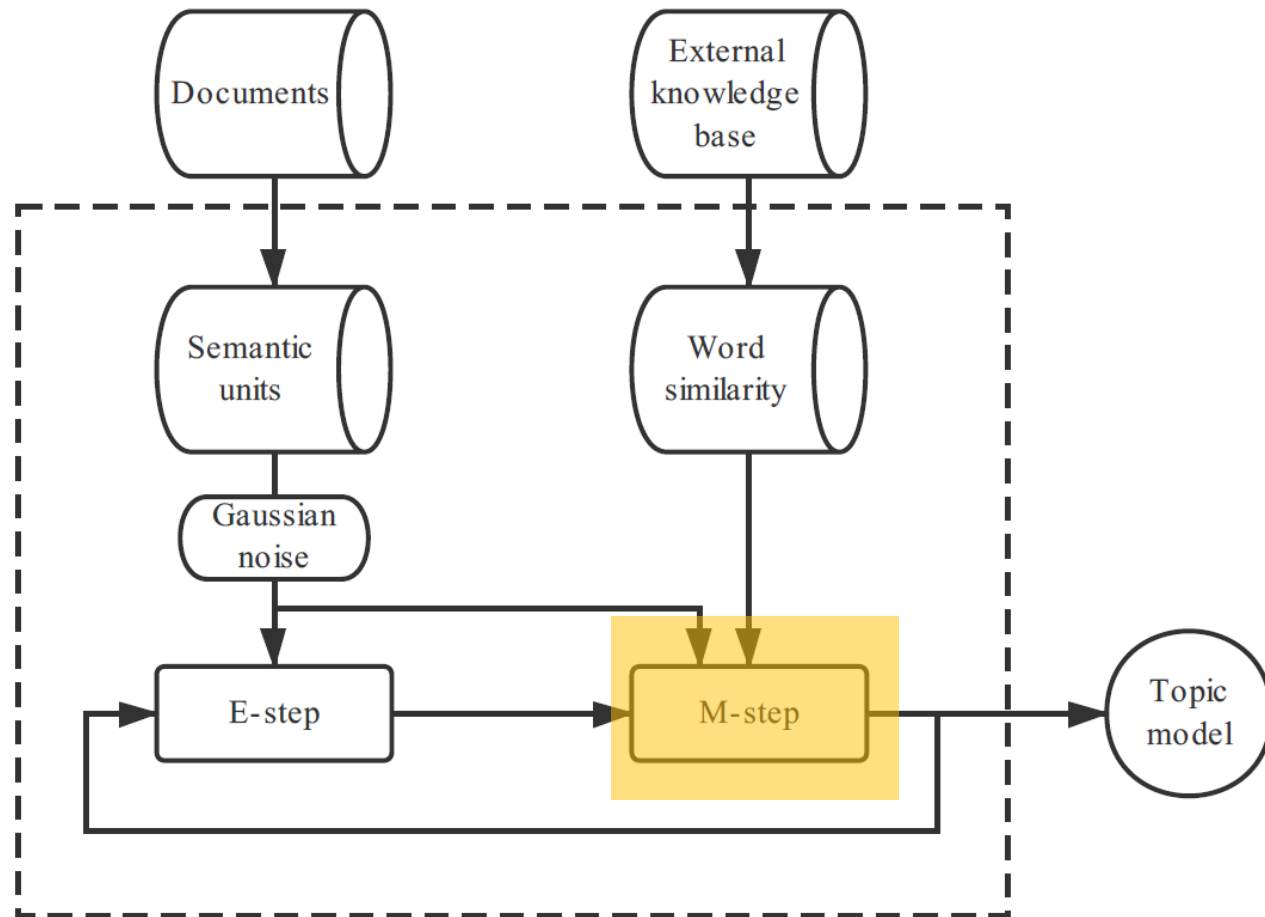 Documents
External
knowledge
base
Semantic
units
Word
similarity
Gaussian
noise
E-step
M-step
Topic
model